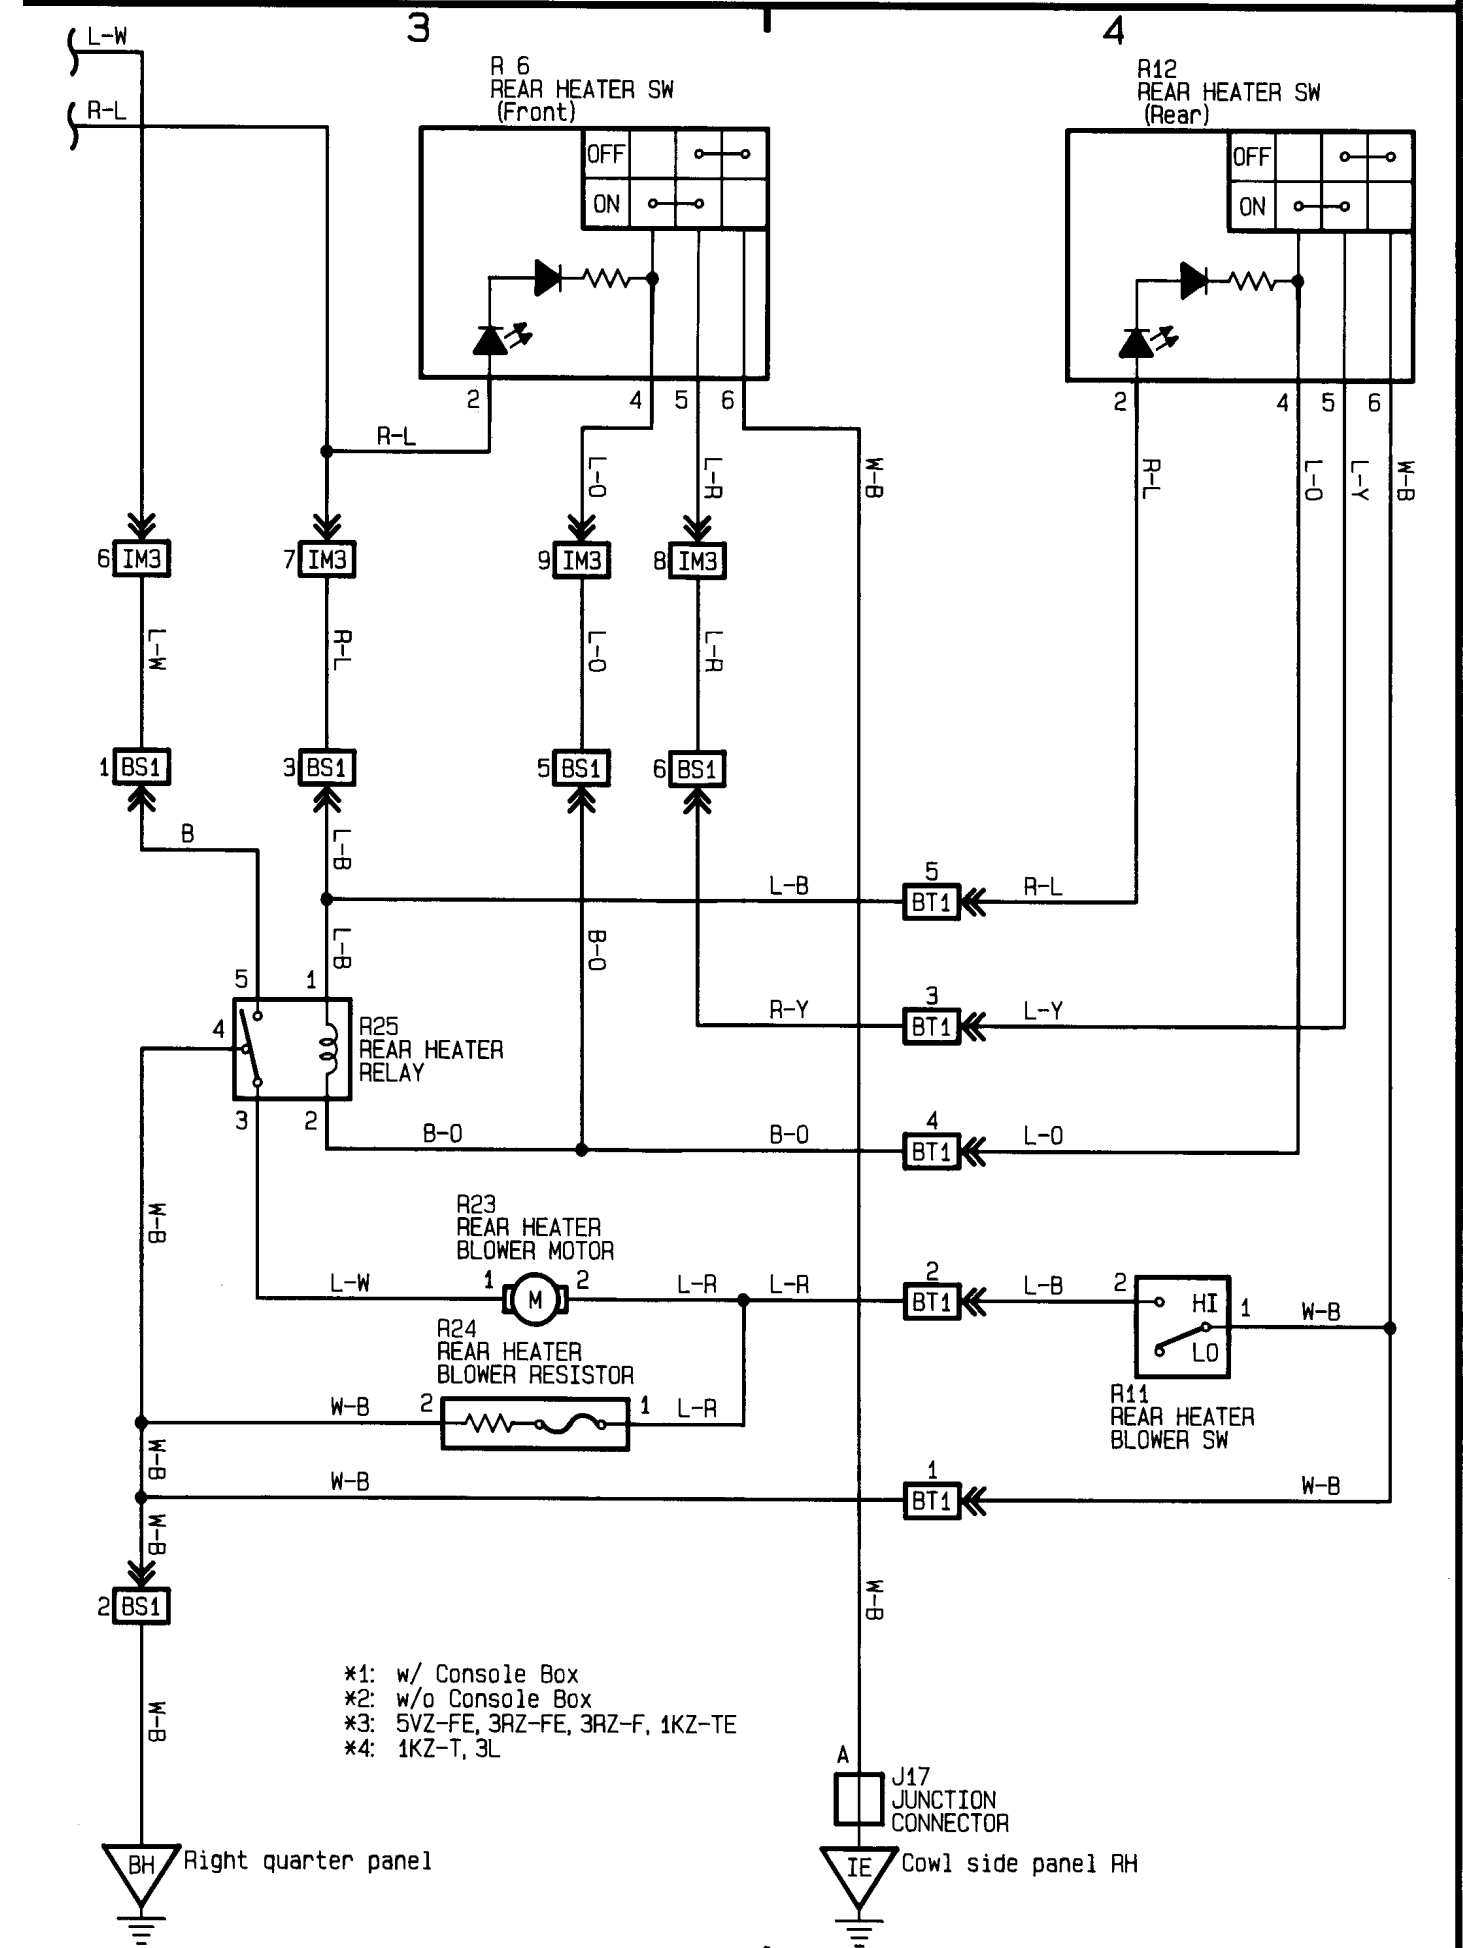 3
4
L-W
R-L
R 6
REAR HEATER SW
(Front)
R12
REAR HEATER SW
(Rear)
OFF
ON
OFF
ON
2
4
5
6
2
4
5
6
R-L
L-O
L-R
W-B
R-L
L-O
L-Y
W-B
6 IM3
7 IM3
9 IM3
8 IM3
L-W
R-L
L-O
L-R
1 BS1
3 BS1
5 BS1
6 BS1
B
L-B
L-B
5
BT1
R-L
L-B
B-O
5
1
R-Y
3
BT1
L-Y
4
R25
REAR HEATER
RELAY
3
2
B-O
B-O
4
BT1
L-O
W-B
R23
REAR HEATER
BLOWER MOTOR
L-W
1
M
2
L-R
L-R
2
BT1
L-B
2
HI
LO
1
W-B
R24
REAR HEATER
BLOWER RESISTOR
W-B
2
1
L-R
R11
REAR HEATER
BLOWER SW
W-B
W-B
1
BT1
W-B
W-B
2 BS1
W-B
W-B
*1: w/ Console Box
*2: w/o Console Box
*3: 5VZ-FE, 3RZ-FE, 3RZ-F, 1KZ-TE
*4: 1KZ-T, 3L
A
J17
JUNCTION
CONNECTOR
BH
Right quarter panel
IE
Cowl side panel RH